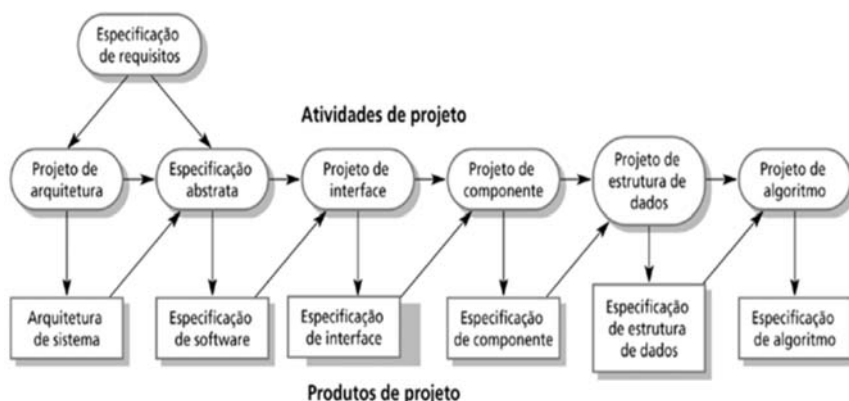 Especificação
de requisitos
Atividades de projeto
Projeto de
arquitetura
Especificação
abstrata
Projeto de
interface
Projeto de
componente
Projeto de
estrutura de
dados
Projeto de
algoritmo
Arquitetura
de sistema
Especificação
de software
Especificação
de interface
Especificação
de componente
Especificação
de estrutura
de dados
Especificação
de algoritmo
Produtos de projeto